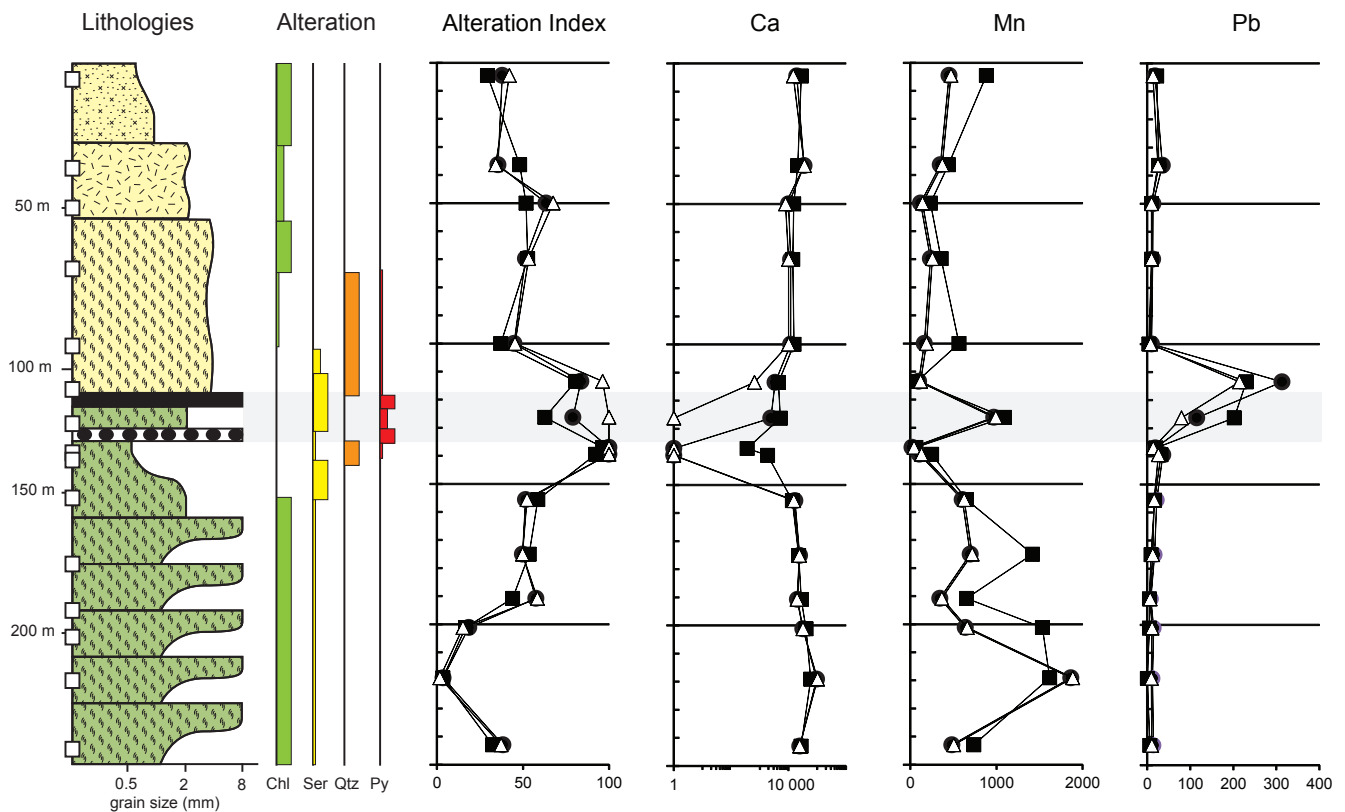 Lithologies Alteration Alteration Index Ca Mn Pb
50 m
100 m
150 m
200 m
Chl Ser Qtz Py
0.5 2 8
grain size (mm)
0 50 100
1 10 000
0 1000 2000
0 100 200 300 400